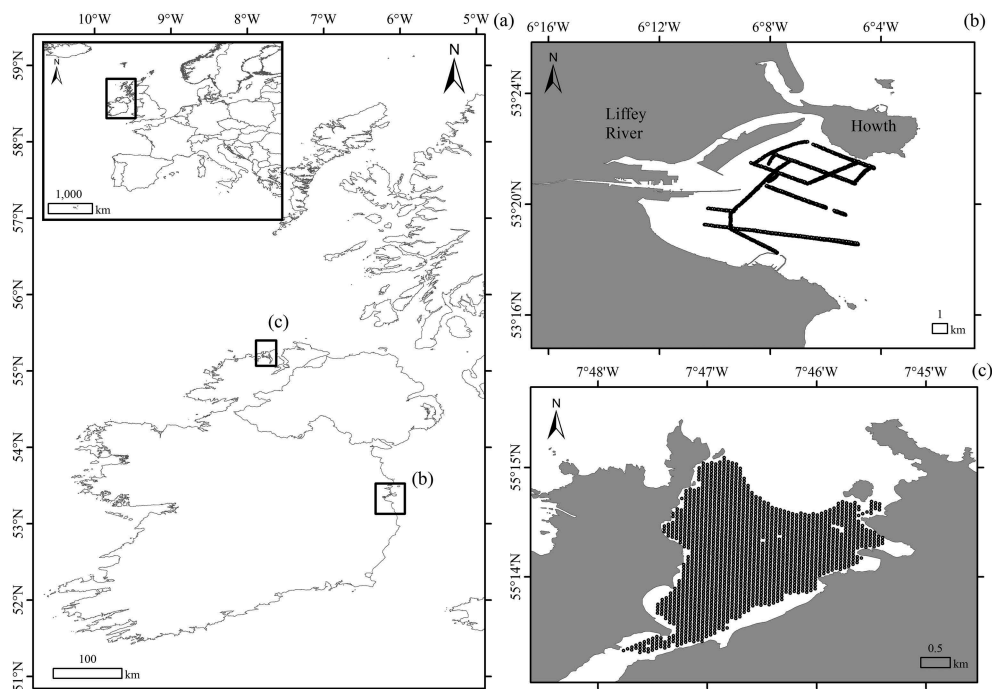 10°W 9°W 8°W 7°W 6°W 5°W
(a)
59°N
58°N
57°N
56°N
55°N
54°N
53°N
52°N
51°N
N
N
1,000
km
(c)
(b)
100
km
6°16'W 6°12'W 6°8'W 6°4'W
(b)
53°24'N
53°20'N
53°16'N
N
Liffey
River
Howth
1
km
7°48'W 7°47'W 7°46'W 7°45'W
(c)
55°15'N
55°14'N
N
0.5
km